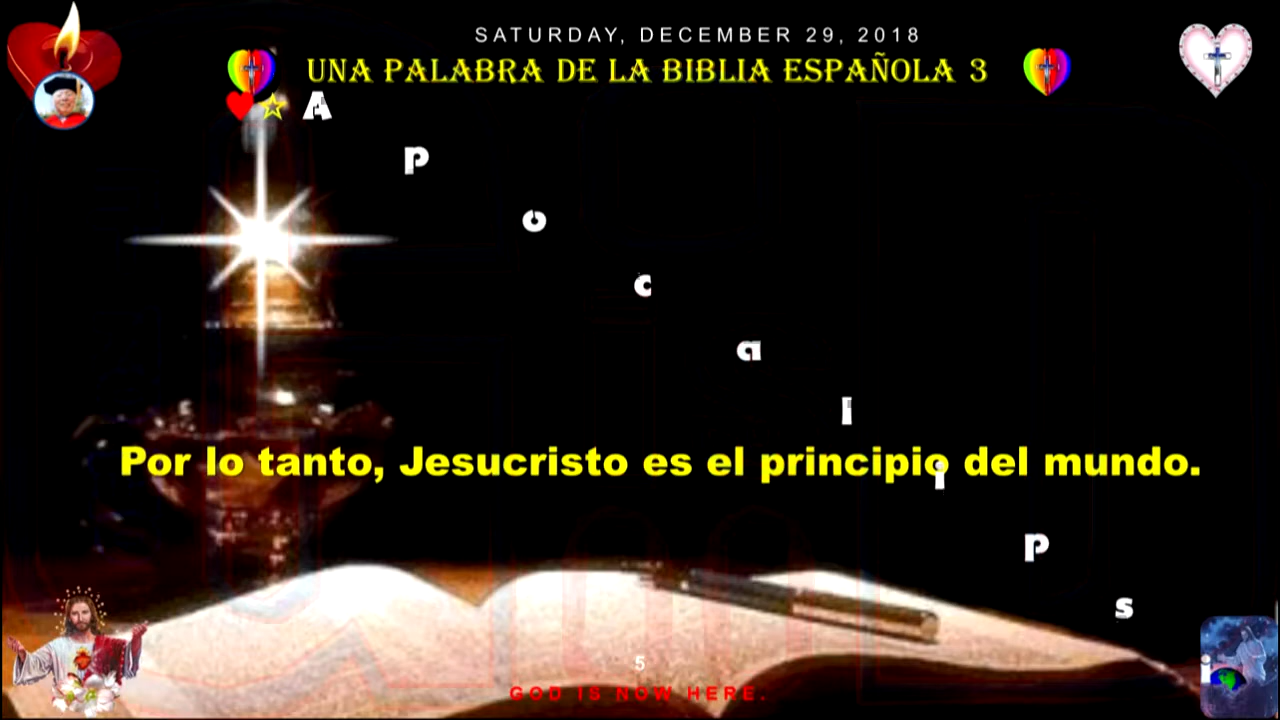 SATURDAY, DECEMBER 29, 2018
UNA PALABRA DE LA BIBLIA ESPAÑOLA 3
A
p
o
c
a
l
i
p
s
i
Por lo tanto, Jesucristo es el principio del mundo.
5
GOD IS NOW HERE.